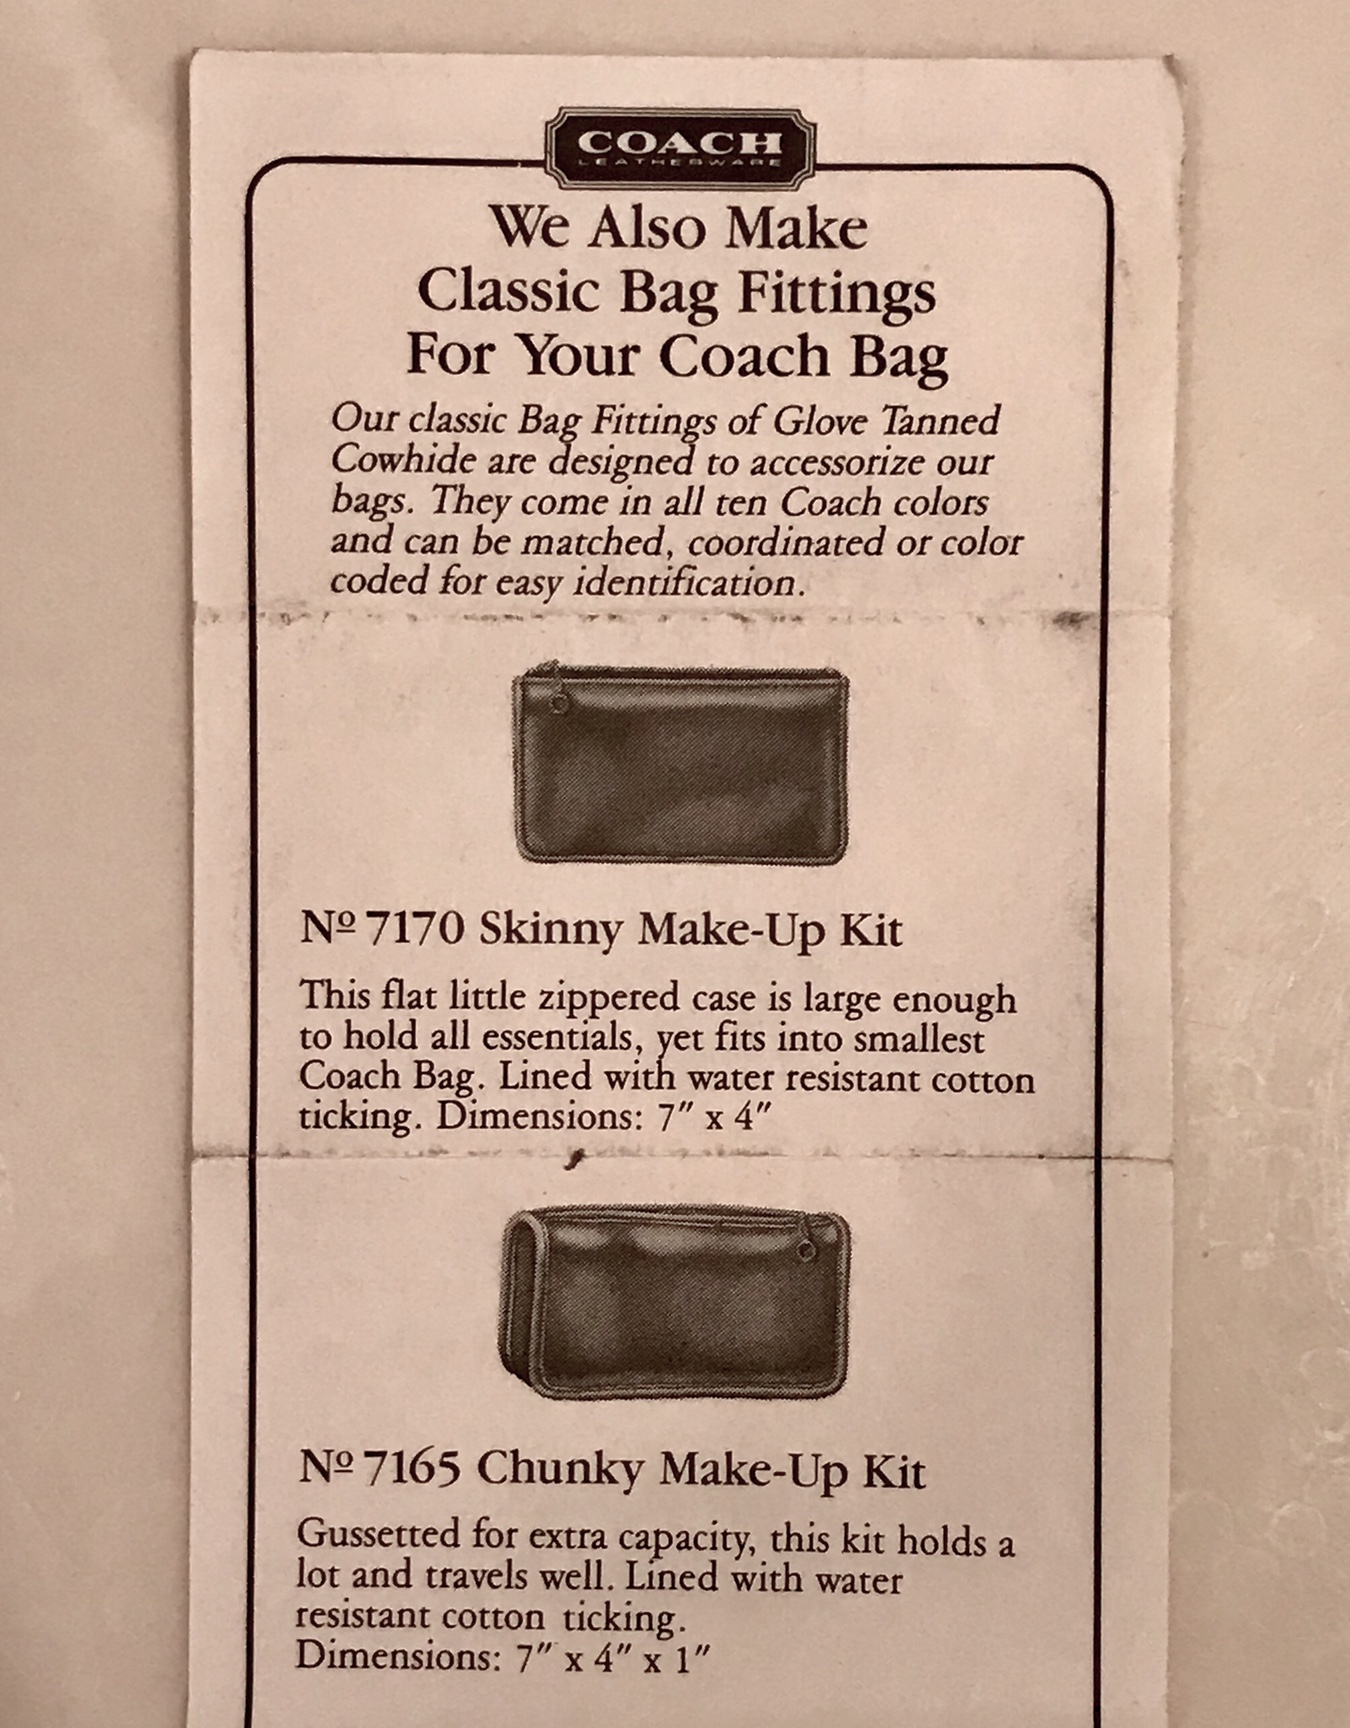 COACH
LEATHERWARE
We Also Make
Classic Bag Fittings
For Your Coach Bag
Our classic Bag Fittings of Glove Tanned
Cowhide are designed to accessorize our
bags. They come in all ten Coach colors
and can be matched, coordinated or color
coded for easy identification.
Nº 7170 Skinny Make-Up Kit
This flat little zippered case is large enough
to hold all essentials, yet fits into smallest
Coach Bag. Lined with water resistant cotton
ticking. Dimensions: 7″ x 4″
Nº 7165 Chunky Make-Up Kit
Gussetted for extra capacity, this kit holds a
lot and travels well. Lined with water
resistant cotton ticking.
Dimensions: 7″ x 4″ x 1″